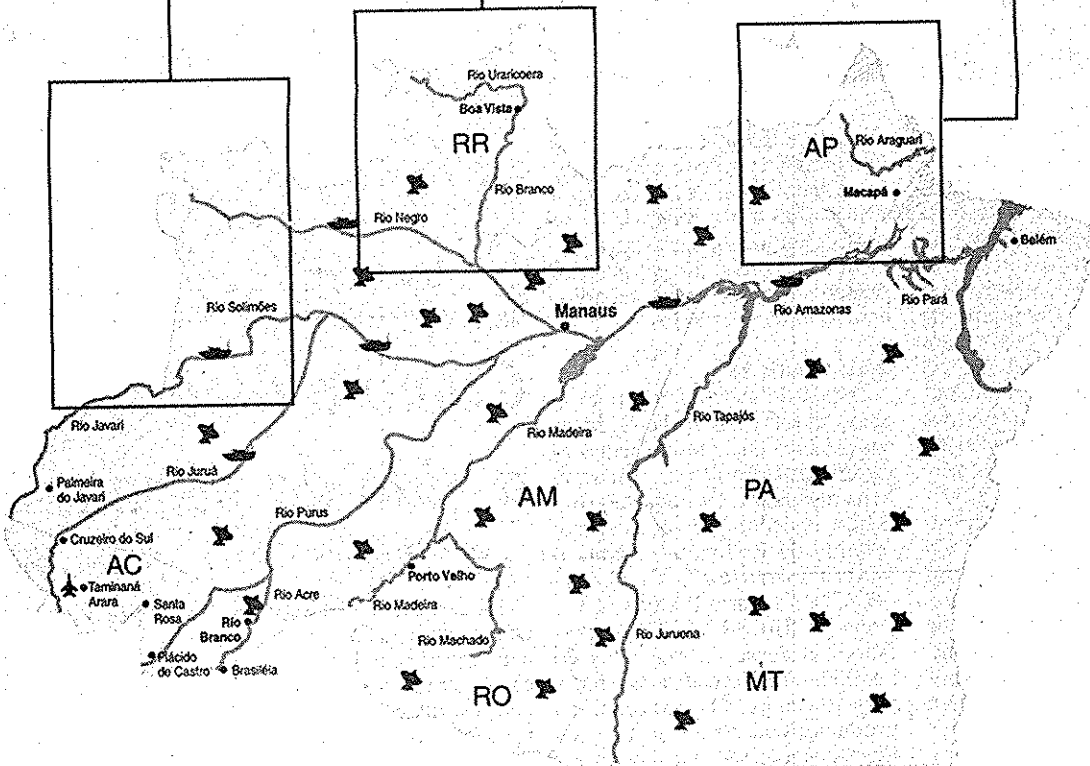 Rio Uraricoera
Boa Vista
RR
AP
Rio Araguari
Macapá
Rio Branco
Rio Negro
Belém
Rio Solimões
Manaus
Rio Amazonas
Rio Pará
Rio Javari
Rio Madeira
Rio Tapajós
Rio Juruá
Palmeira
do Javari
AM
PA
Rio Purus
Cruzeiro do Sul
AC
Taminaná
Arara
Porto Velho
Santa
Rosa
Rio Acre
Rio Madeira
Rio
Branco
Rio Machado
Rio Juruona
Plácido
de Castro
Brasiléia
RO
MT